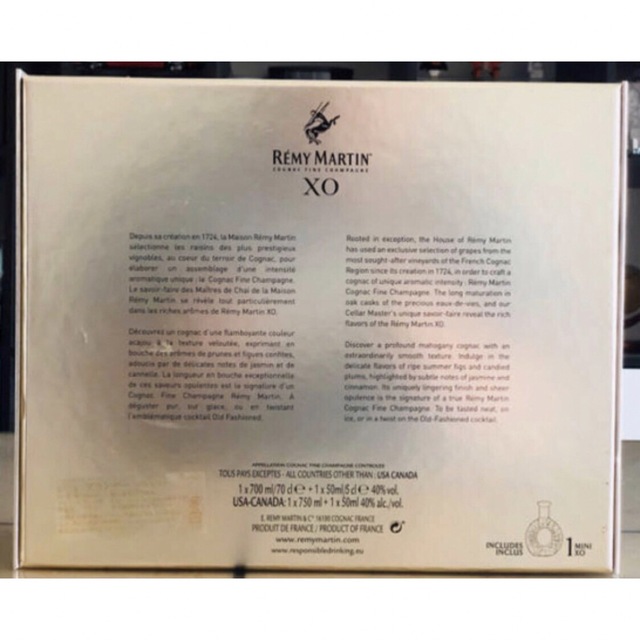 RÉMY MARTIN
COGNAC FINE CHAMPAGNE
XO
Depuis sa création en 1724, la Maison Rémy Martin
sélectionne les raisins des plus prestigieux
vignobles, au coeur du terroir de Cognac, pour
élaborer un assemblage d'une intensité
aromatique unique : le Cognac Fine Champagne.
Le savoir-faire des Maîtres de Chai de la Maison
Rémy Martin se révèle tout particulièrement
dans les riches arômes de Rémy Martin XO.
Découvrez un cognac d'une flamboyante couleur
acajou à la texture veloutée, exprimant en
bouche des arômes de prunes et figues confites,
adoucie par de délicates notes de jasmin et de
cannelle. La longueur en bouche exceptionnelle
de ces saveurs opulentes est la signature d'un
Cognac Fine Champagne Rémy Martin. A
déguster pur, sur glace, ou en twistant
l'emblématique cocktail Old Fashioned.
Rooted in exception, the House of Rémy Martin
has used an exclusive selection of grapes from the
most sought-after vineyards of the French Cognac
Region since its creation in 1724, in order to craft a
cognac of unique aromatic intensity : Rémy Martin
Cognac Fine Champagne. The long maturation in
oak casks of the precious eaux-de-vies, and our
Cellar Master's unique savoir-faire reveal the rich
flavors of the Rémy Martin XO.
Discover a profound mahogany cognac, with an
extraordinarily smooth texture. Indulge in the
delicate flavors of ripe summer figs and candied
plums, highlighted by subtle notes of jasmine and
cinnamon. Its uniquely lingering finish and sheer
opulence is the signature of a true Rémy Martin
Cognac Fine Champagne. To be tasted neat, on
ice, or in a twist on the Old-Fashioned cocktail.
APPELLATION COGNAC FINE CHAMPAGNE CONTROLEE
TOUS PAYS EXCEPTES - ALL COUNTRIES OTHER THAN : USA CANADA
1 x 700 ml/70 cl e + 1 x 50ml/5 cl e 40% vol.
USA-CANADA: 1 x 750 ml + 1 x 50ml 40% alc./vol.
E. REMY MARTIN & C° 16100 COGNAC FRANCE
PRODUIT DE FRANCE / PRODUCT OF FRANCE
www.remymartin.com
www.responsibledrinking.eu
INCLUDES
INCLUS
1 MINI
XO